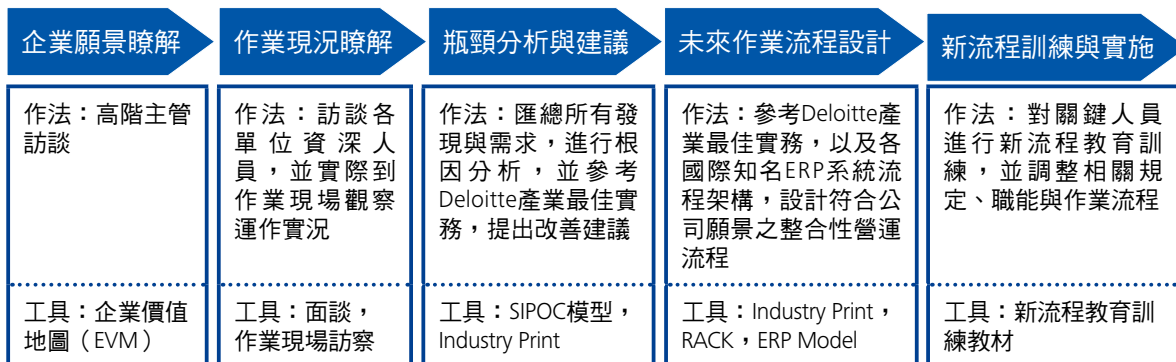 企業願景瞭解
作業現況瞭解
瓶頸分析與建議
未來作業流程設計
新流程訓練與實施
作法：高階主管
訪談
作法：訪談各
單位資深人
員，並實際到
作業現場觀察
運作實況
作法：匯總所有發
現與需求，進行根
因分析，並參考
Deloitte產業最佳實
務，提出改善建議
作法：參考Deloitte產
業最佳實務，以及各
國際知名ERP系統流
程架構，設計符合公
司願景之整合性營運
流程
作法：對關鍵人員
進行新流程教育訓
練，並調整相關規
定、職能與作業流程
工具：企業價值
地圖（EVM）
工具：面談，
作業現場訪察
工具：SIPOC模型，
Industry Print
工具：Industry Print，
RACK，ERP Model
工具：新流程教育訓
練教材